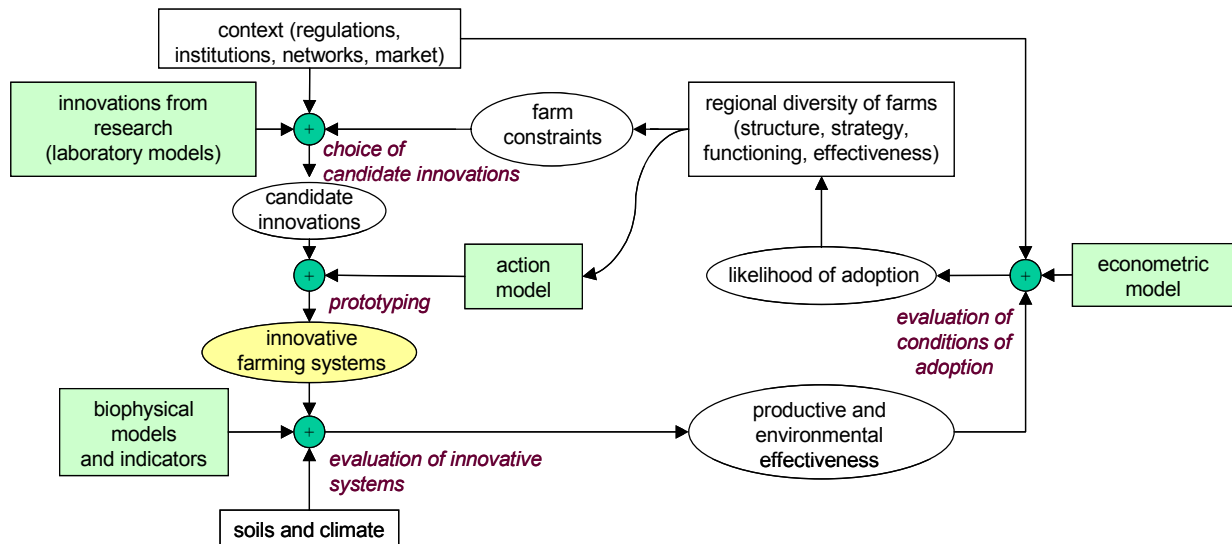 context (regulations,
institutions, networks, market)
innovations from
research
(laboratory models)
+
farm
constraints
regional diversity of farms
(structure, strategy,
functioning, effectiveness)
choice of
candidate innovations
candidate
innovations
+
action
model
likelihood of adoption
+
econometric
model
prototyping
evaluation of
conditions of
adoption
innovative
farming systems
biophysical
models
and indicators
+
productive and
environmental
effectiveness
evaluation of innovative
systems
soils and climate